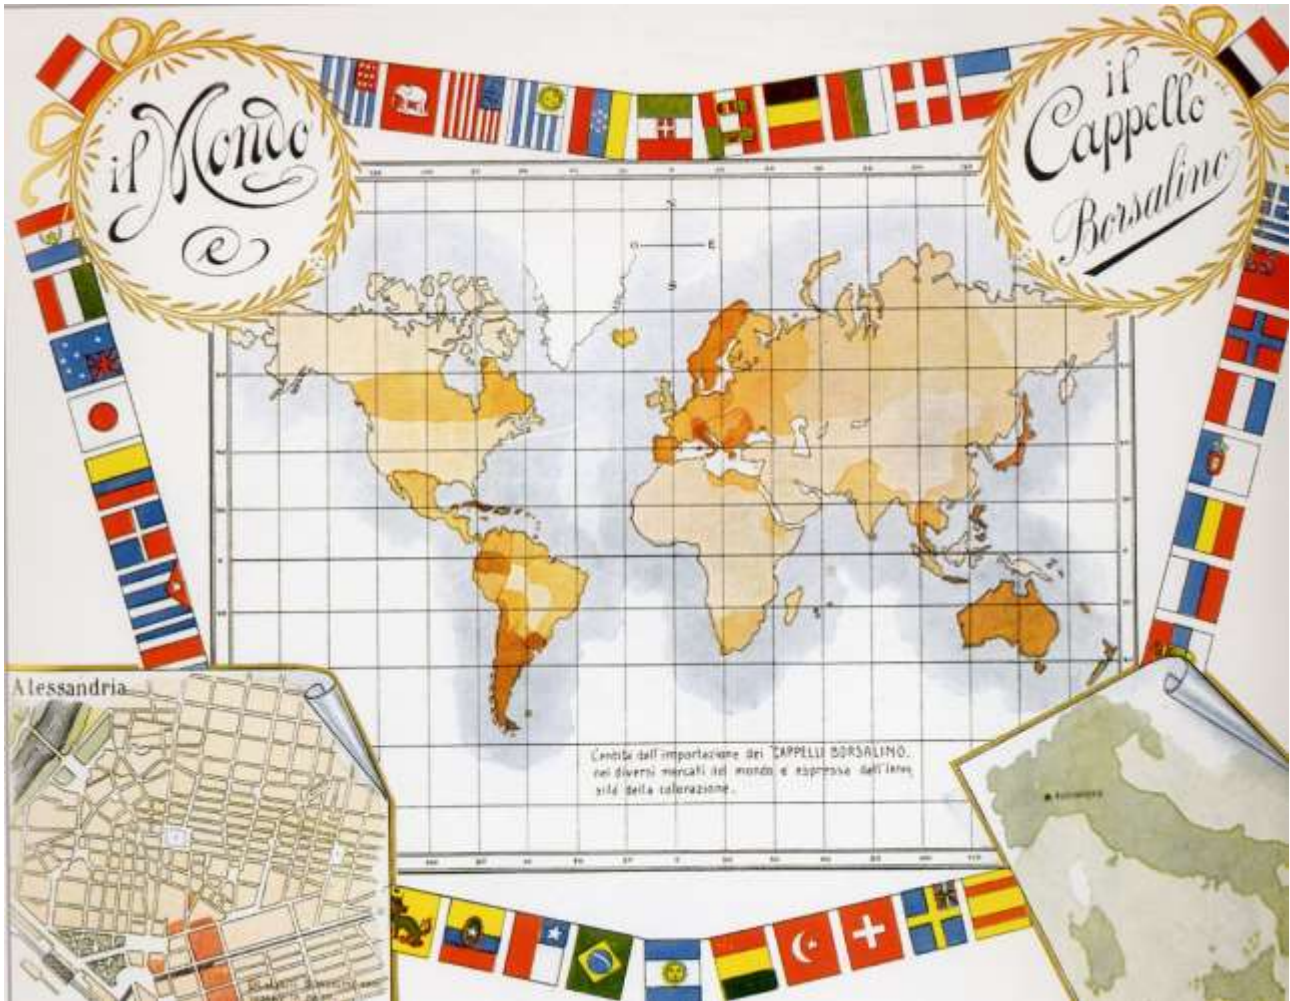 il Mondo
e
il
Cappello
Borsalino
N
O E
S
L'entità dell'importazione dei CAPPELLI BORSALINO.
nei diversi mercati del mondo e espressa dall'inten,
sità della colorazione.
Alessandria